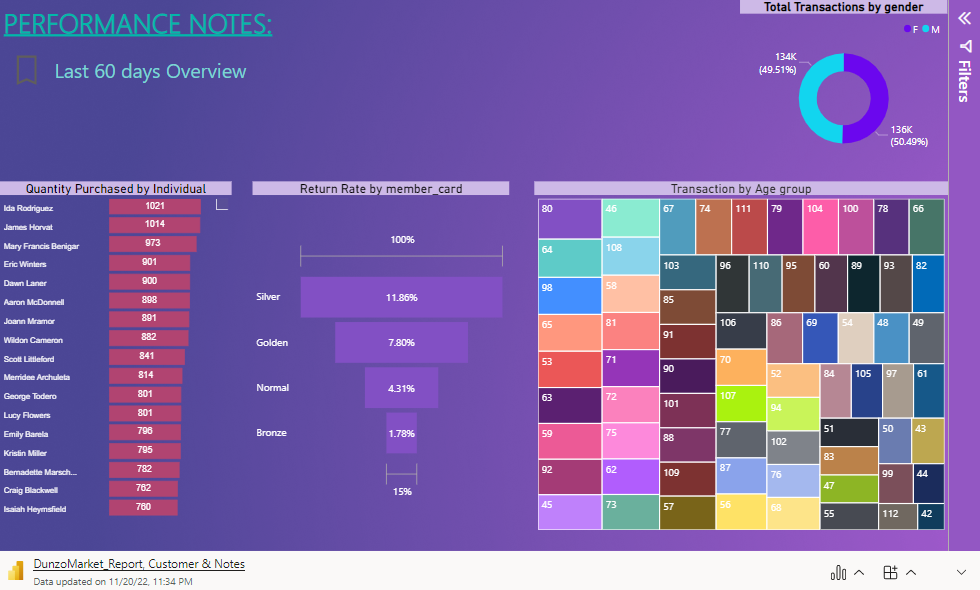 PERFORMANCE NOTES:
Last 60 days Overview
Total Transactions by gender
F M
134K
(49.51%)
136K
(50.49%)
Filters
Quantity Purchased by Individual
Ida Rodriguez 1021
James Horvat 1014
Mary Francis Benigar 973
Eric Winters 901
Dawn Laner 900
Aaron McDonnell 898
Joann Mramor 891
Wildon Cameron 882
Scott Littleford 841
Merridee Archuleta 814
George Todero 801
Lucy Flowers 801
Emily Barela 796
Kristin Miller 795
Bernadette Marsch... 782
Craig Blackwell 762
Isaiah Heymsfield 760
Return Rate by member_card
100%
Silver 11.86%
Golden 7.80%
Normal 4.31%
Bronze 1.78%
15%
Transaction by Age group
80 46 67 74 111 79 104 100 78 66
64 108 103 96 110 95 60 89 93 82
98 58 85
65 81 91 106 86 69 54 48 49
53 71 90 70 52 84 105 97 61
63 72 101 107 94
59 75 88 77 102 51 50 43
92 62 109 87 76 83 99 44
45 73 57 56 68 47
55 112 42
DunzoMarket_Report, Customer & Notes
Data updated on 11/20/22, 11:34 PM